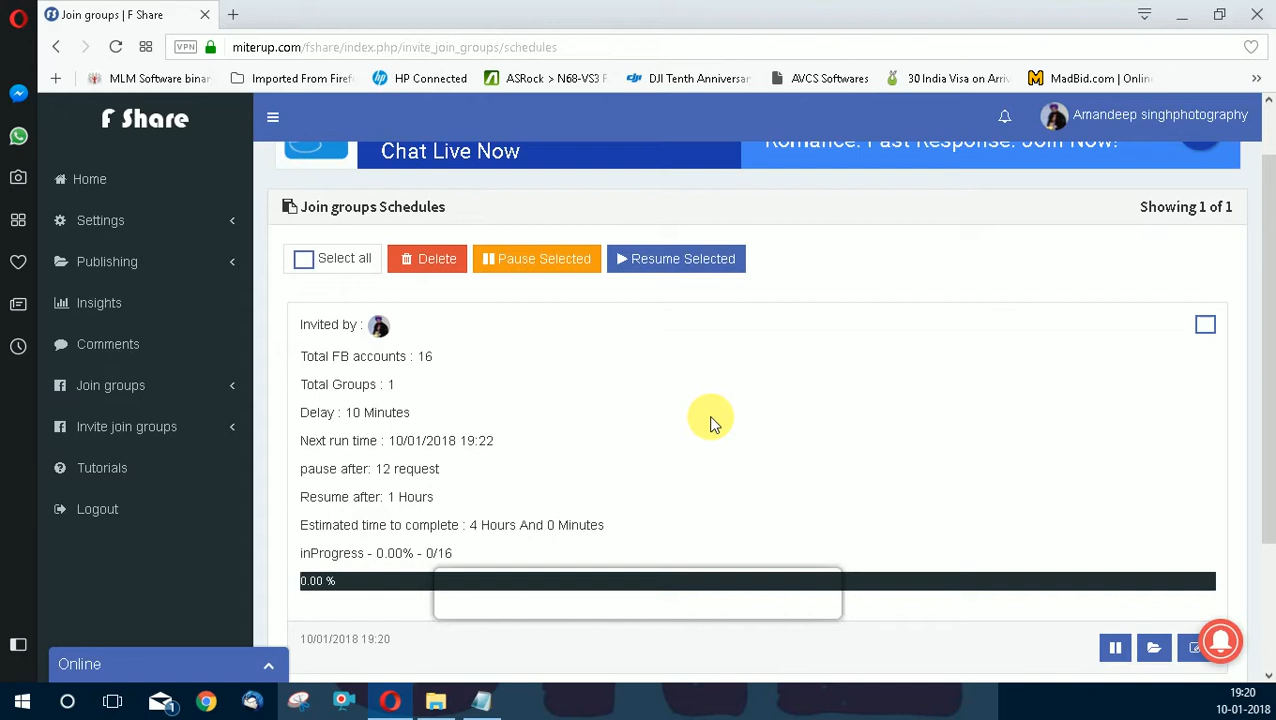 Join groups | F Share
VPN
miterup.com/fshare/index.php/invite_join_groups/schedules
MLM Software binar
Imported From Firef
HP Connected
ASRock > N68-VS3 F
DJI Tenth Anniversar
AVCS Softwares
30 India Visa on Arriv
MadBid.com | Online
F Share
Amandeep singhphotography
Chat Live Now
Romance. Fast Response. Join Now!
Home
Settings
Publishing
Insights
Comments
Join groups
Invite join groups
Tutorials
Logout
Join groups Schedules
Showing 1 of 1
Select all
Delete
Pause Selected
Resume Selected
Invited by :
Total FB accounts : 16
Total Groups : 1
Delay : 10 Minutes
Next run time : 10/01/2018 19:22
pause after: 12 request
Resume after: 1 Hours
Estimated time to complete : 4 Hours And 0 Minutes
inProgress - 0.00% - 0/16
0.00 %
10/01/2018 19:20
Online
1
19:20
10-01-2018